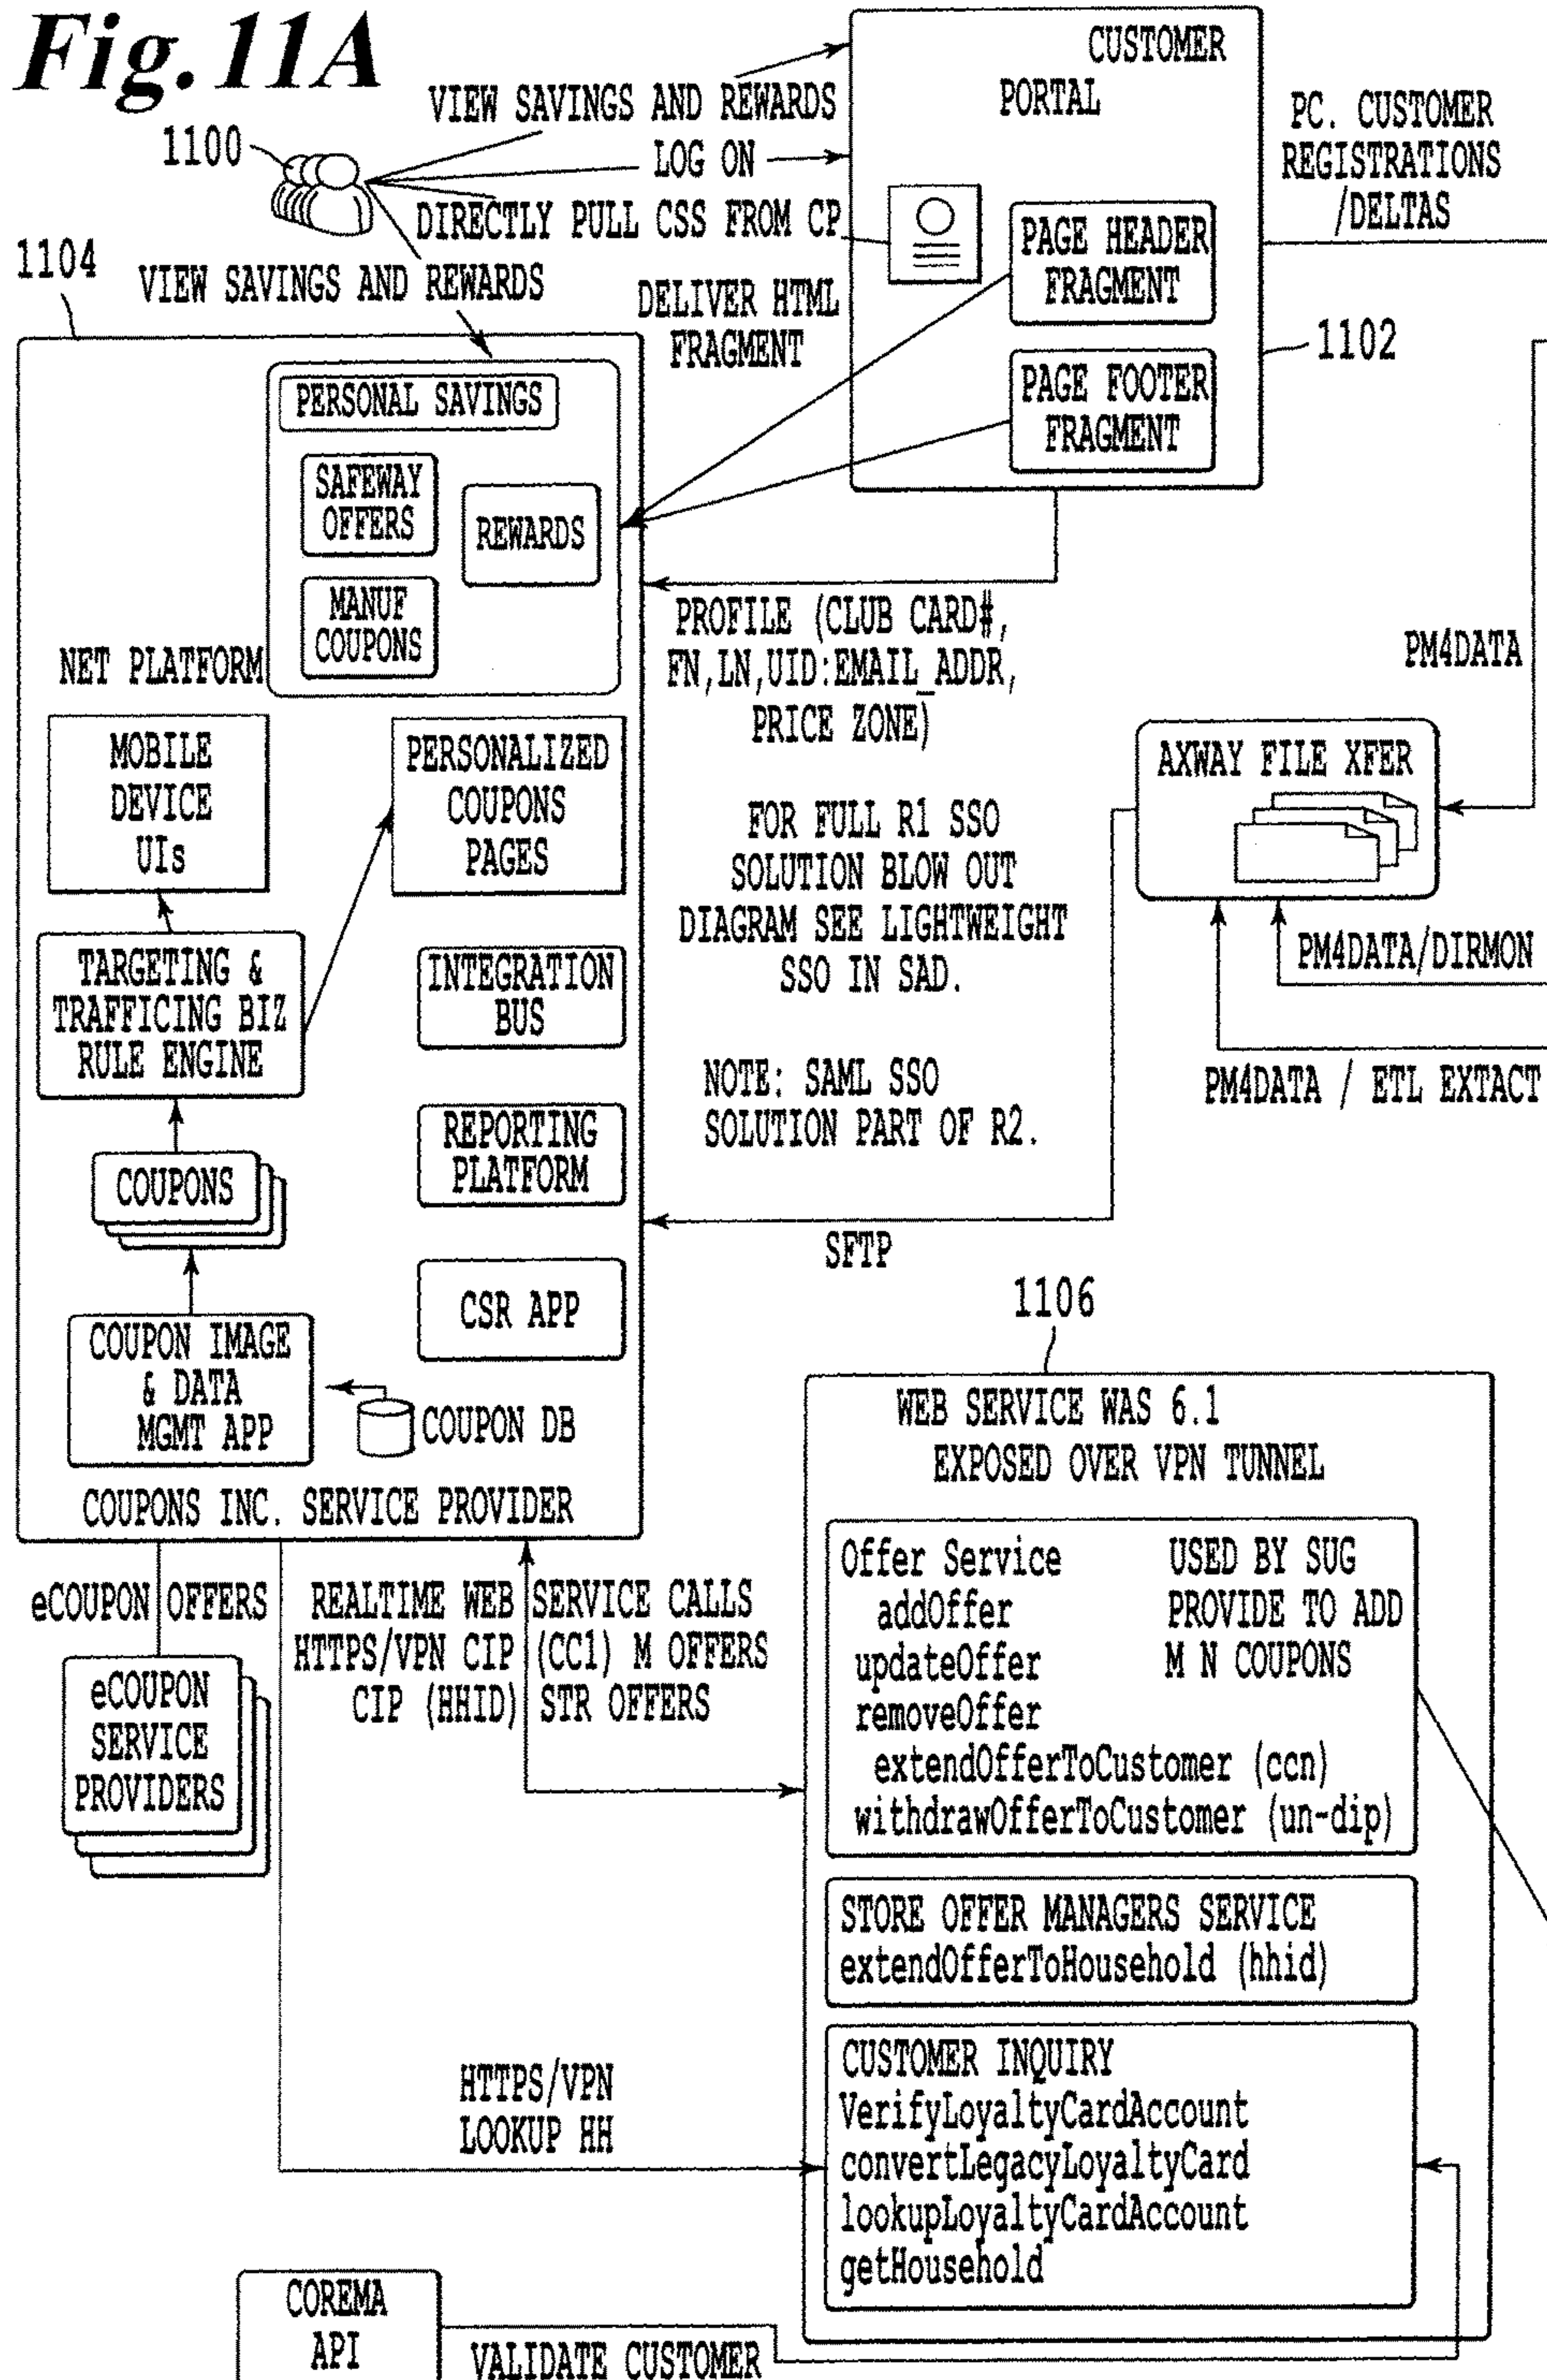 Fig. 11A
1100
VIEW SAVINGS AND REWARDS
LOG ON
DIRECTLY PULL CSS FROM CP
VIEW SAVINGS AND REWARDS
1104
CUSTOMER
PORTAL
PAGE HEADER
FRAGMENT
PAGE FOOTER
FRAGMENT
1102
PC. CUSTOMER
REGISTRATIONS
/DELTAS
DELIVER HTML
FRAGMENT
PERSONAL SAVINGS
SAFEWAY
OFFERS
REWARDS
MANUF
COUPONS
NET PLATFORM
PROFILE (CLUB CARD#,
FN,LN,UID:EMAIL_ADDR,
PRICE ZONE)
PM4DATA
MOBILE
DEVICE
UIs
PERSONALIZED
COUPONS
PAGES
AXWAY FILE XFER
FOR FULL R1 SSO
SOLUTION BLOW OUT
DIAGRAM SEE LIGHTWEIGHT
SSO IN SAD.
PM4DATA/DIRMON
TARGETING &
TRAFFICING BIZ
RULE ENGINE
INTEGRATION
BUS
NOTE: SAML SSO
SOLUTION PART OF R2.
PM4DATA / ETL EXTACT
REPORTING
PLATFORM
COUPONS
SFTP
CSR APP
COUPON IMAGE
& DATA
MGMT APP
COUPON DB
COUPONS INC. SERVICE PROVIDER
1106
WEB SERVICE WAS 6.1
EXPOSED OVER VPN TUNNEL
Offer Service
addOffer
updateOffer
removeOffer
extendOfferToCustomer (ccn)
withdrawOfferToCustomer (un-dip)
USED BY SUG
PROVIDE TO ADD
M N COUPONS
eCOUPON OFFERS
REALTIME WEB SERVICE CALLS
HTTPS/VPN CIP (CC1) M OFFERS
CIP (HHID) STR OFFERS
eCOUPON
SERVICE
PROVIDERS
STORE OFFER MANAGERS SERVICE
extendOfferToHousehold (hhid)
HTTPS/VPN
LOOKUP HH
CUSTOMER INQUIRY
VerifyLoyaltyCardAccount
convertLegacyLoyaltyCard
lookupLoyaltyCardAccount
getHousehold
COREMA
API
VALIDATE CUSTOMER